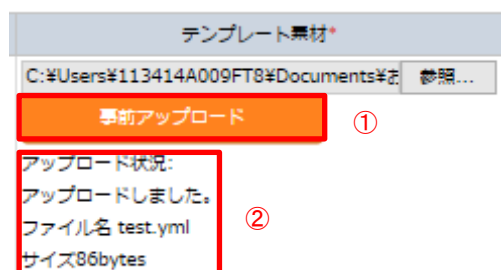 テンプレート素材*
C:¥Users¥113414A009FT8¥Documents¥お 参照...
事前アップロード ①
アップロード状況:
アップロードしました。
ファイル名 test.yml ②
サイズ86bytes